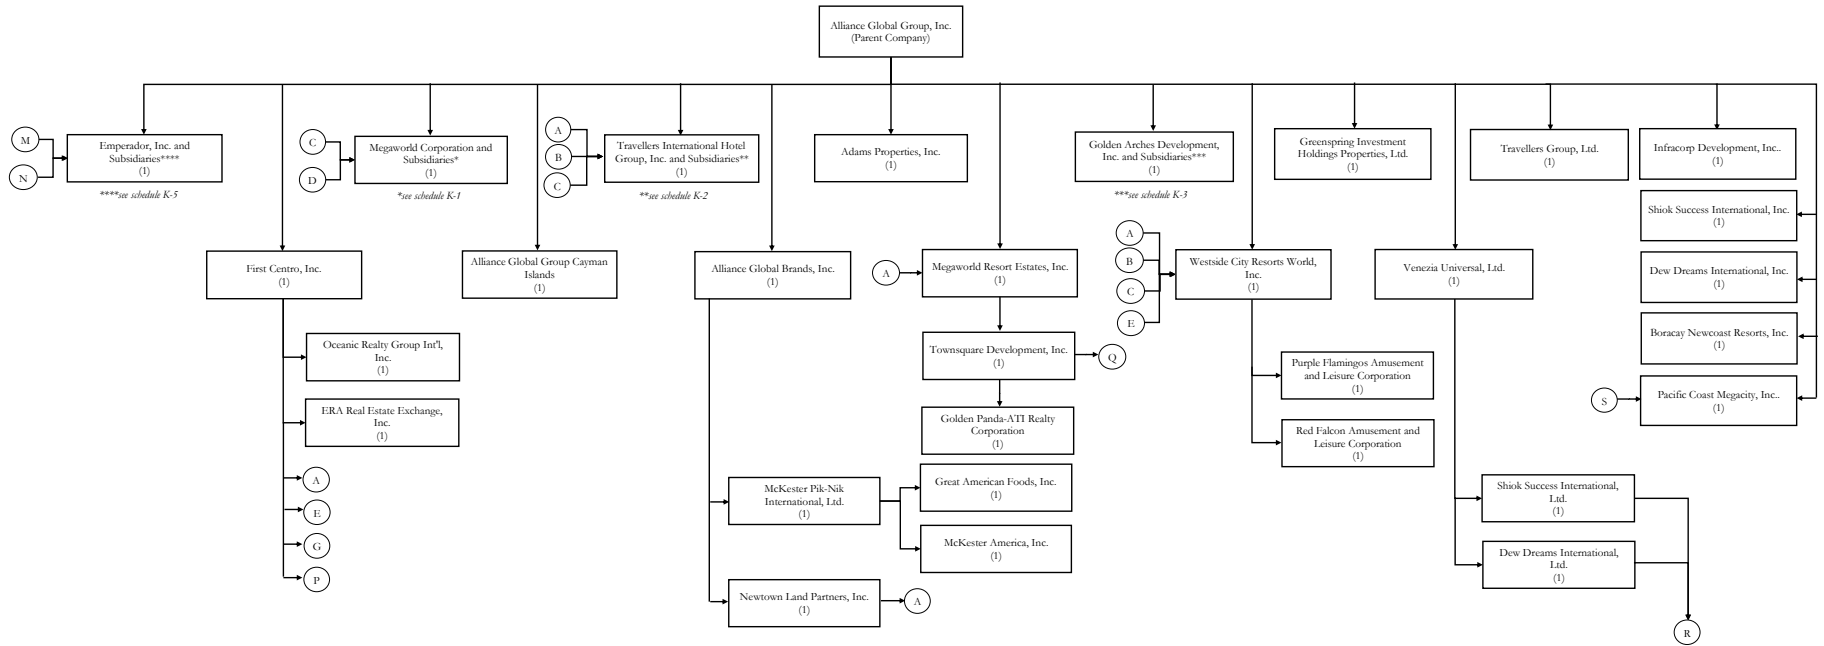 Alliance Global Group, Inc.
(Parent Company)
M
N
Emperador, Inc. and
Subsidiaries****
(1)
****see schedule K-5
C
D
Megaworld Corporation and
Subsidiaries*
(1)
*see schedule K-1
A
B
C
Travellers International Hotel
Group, Inc. and Subsidiaries**
(1)
**see schedule K-2
Adams Properties, Inc.
(1)
Golden Arches Development,
Inc. and Subsidiaries***
(1)
***see schedule K-3
Greenspring Investment
Holdings Properties, Ltd.
(1)
Travellers Group, Ltd.
(1)
Infracorp Development, Inc..
(1)
Shiok Success International, Inc.
(1)
Dew Dreams International, Inc.
(1)
Boracay Newcoast Resorts, Inc.
(1)
S
Pacific Coast Megacity, Inc..
(1)
First Centro, Inc.
(1)
Alliance Global Group Cayman
Islands
(1)
Alliance Global Brands, Inc.
(1)
A
Megaworld Resort Estates, Inc.
(1)
A
B
C
E
Westside City Resorts World,
Inc.
(1)
Venezia Universal, Ltd.
(1)
Oceanic Realty Group Int'l,
Inc.
(1)
ERA Real Estate Exchange,
Inc.
(1)
A
E
G
P
Townsquare Development, Inc.
(1)
Q
Golden Panda-ATI Realty
Corporation
(1)
McKester Pik-Nik
International, Ltd.
(1)
Great American Foods, Inc.
(1)
McKester America, Inc.
(1)
Newtown Land Partners, Inc.
(1)
A
Purple Flamingos Amusement
and Leisure Corporation
(1)
Red Falcon Amusement and
Leisure Corporation
(1)
Shiok Success International,
Ltd.
(1)
Dew Dreams International,
Ltd.
(1)
R